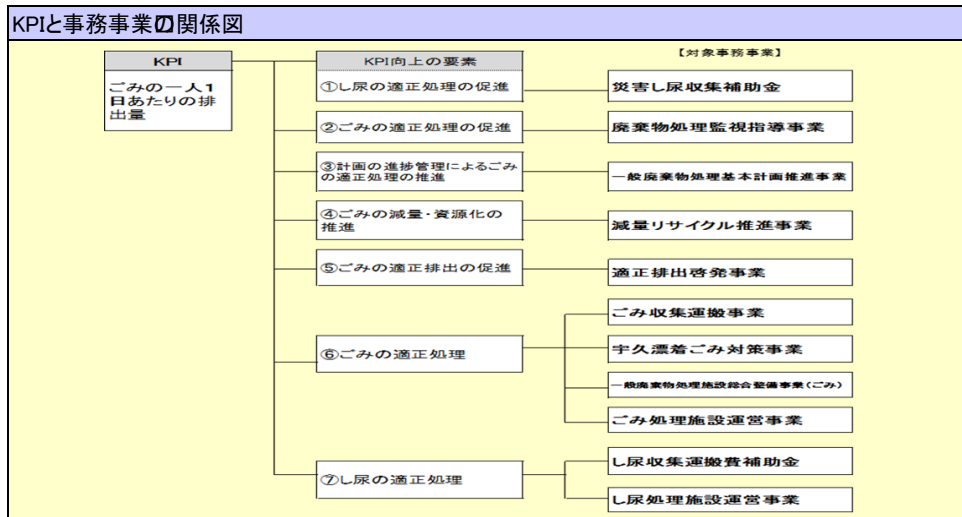 KPIと事務事業の関係図
【対象事務事業】
KPI
KPI向上の要素
ごみの一人1
日あたりの排
出量
①し尿の適正処理の促進
災害し尿収集補助金
②ごみの適正処理の促進
廃棄物処理監視指導事業
③計画の進捗管理によるごみ
の適正処理の推進
一般廃棄物処理基本計画推進事業
④ごみの減量・資源化の
推進
減量リサイクル推進事業
⑤ごみの適正排出の促進
適正排出啓発事業
⑥ごみの適正処理
ごみ収集運搬事業
宇久漂着ごみ対策事業
一般廃棄物処理施設総合整備事業(ごみ)
ごみ処理施設運営事業
⑦し尿の適正処理
し尿収集運搬費補助金
し尿処理施設運営事業